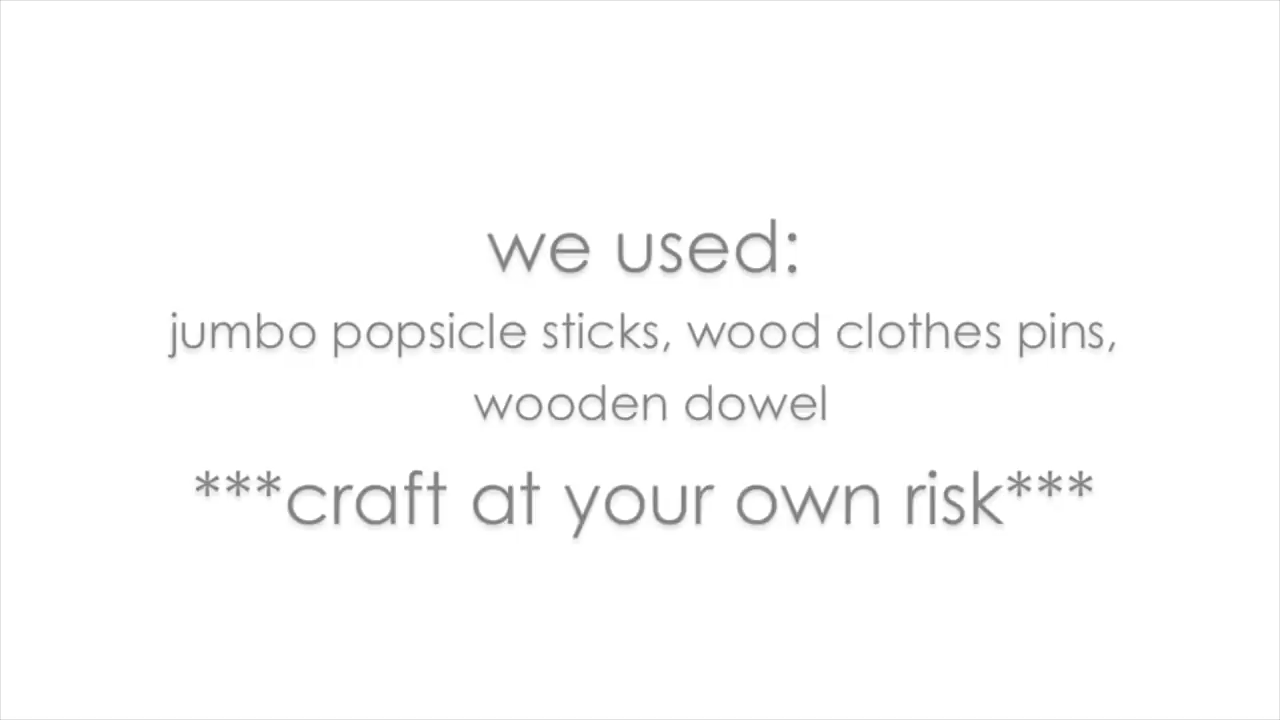 we used:
jumbo popsicle sticks, wood clothes pins,
wooden dowel
***craft at your own risk***